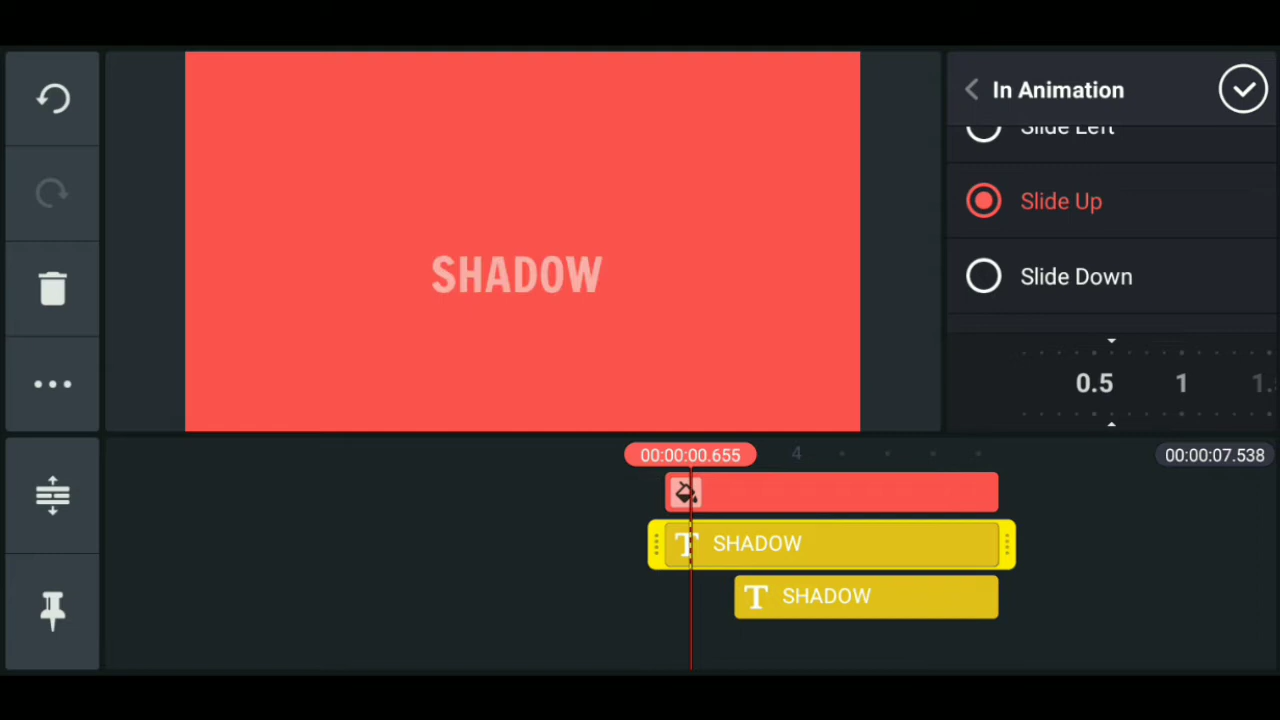 In Animation
Slide Left
Slide Up
SHADOW
Slide Down
0.5 1 1.
00:00:00.655 4 00:00:07.538
T SHADOW
T SHADOW